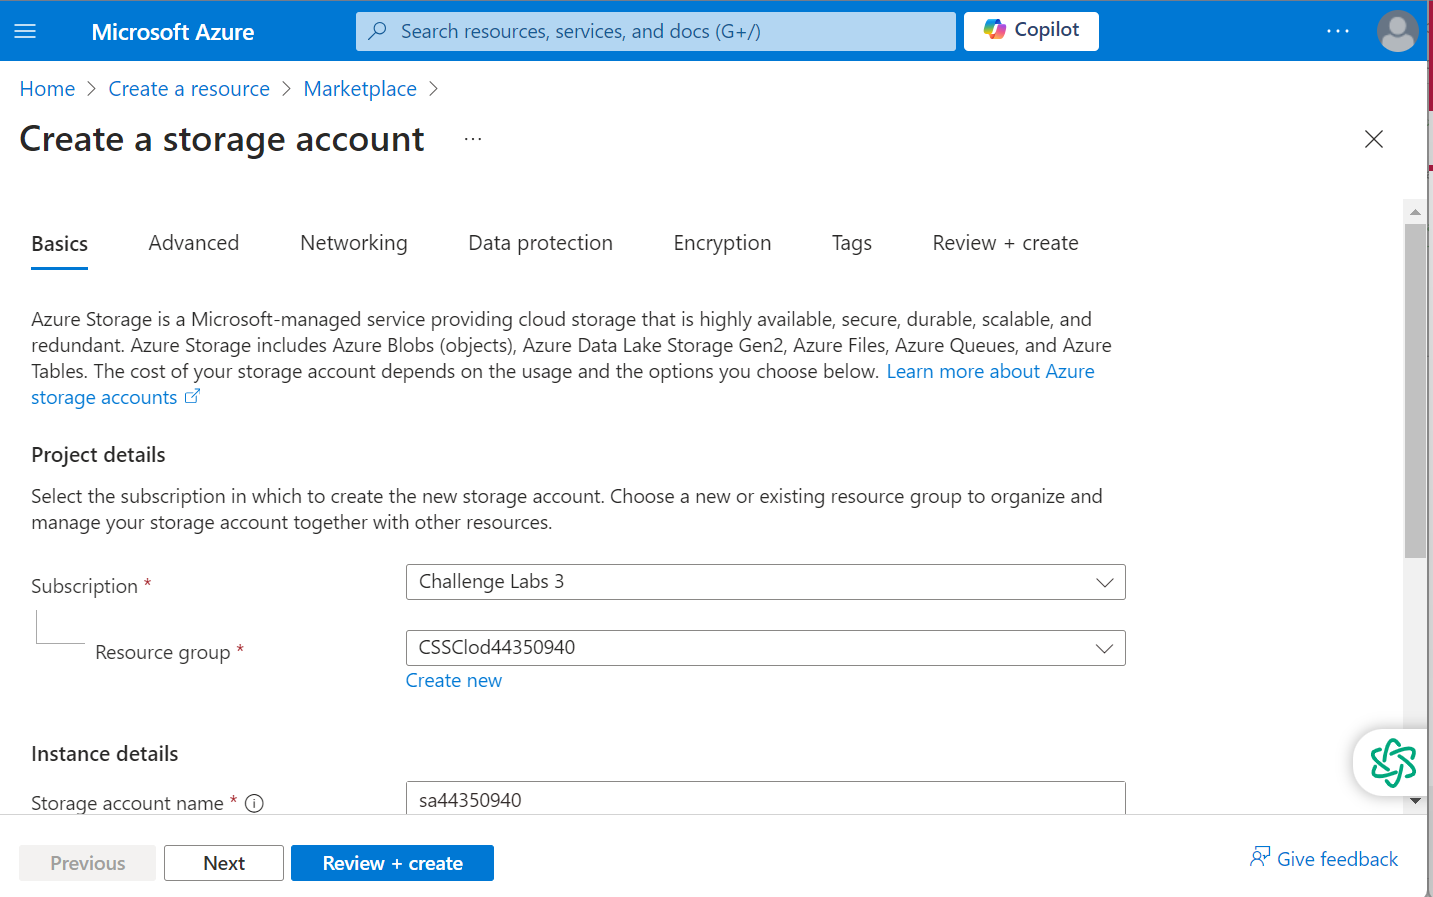 Microsoft Azure
Search resources, services, and docs (G+/)
Copilot
Home > Create a resource > Marketplace >
Create a storage account ...
Basics Advanced Networking Data protection Encryption Tags Review + create
Azure Storage is a Microsoft-managed service providing cloud storage that is highly available, secure, durable, scalable, and
redundant. Azure Storage includes Azure Blobs (objects), Azure Data Lake Storage Gen2, Azure Files, Azure Queues, and Azure
Tables. The cost of your storage account depends on the usage and the options you choose below. Learn more about Azure
storage accounts
Project details
Select the subscription in which to create the new storage account. Choose a new or existing resource group to organize and
manage your storage account together with other resources.
Subscription *
Challenge Labs 3
Resource group *
CSSClod44350940
Create new
Instance details
Storage account name *
sa44350940
Previous
Next
Review + create
Give feedback